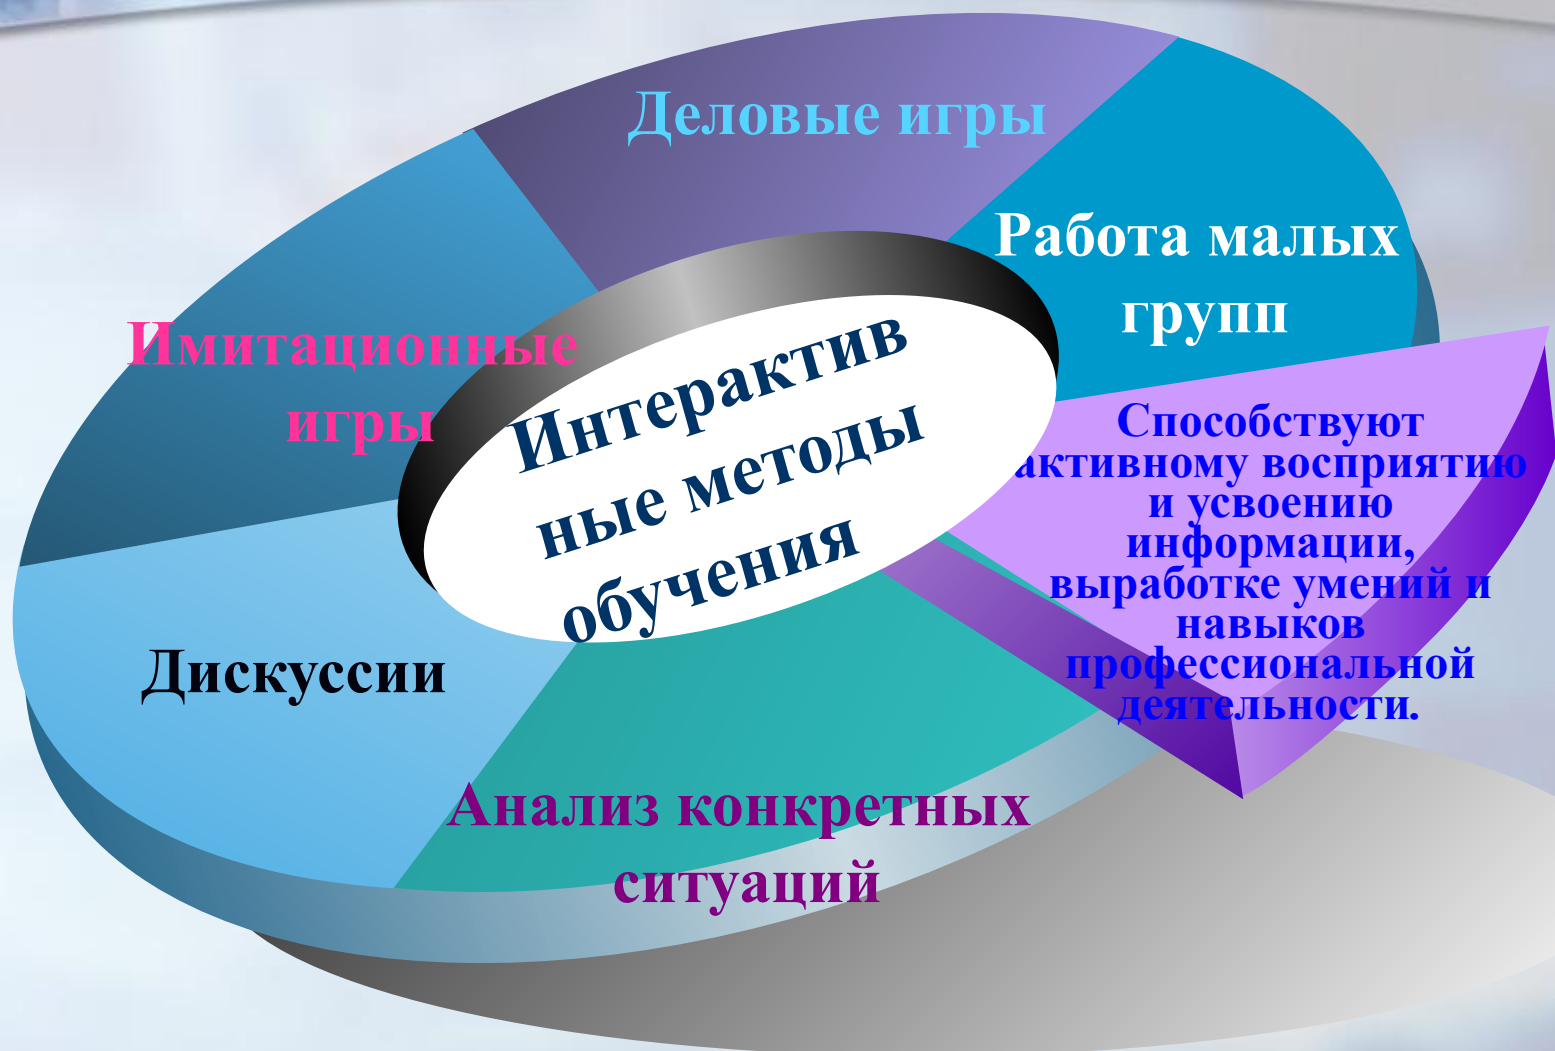 Деловые игры
Работа малых
групп
Имитационные
игры
Интерактив
ные методы
обучения
Способствуют
активному восприятию
и усвоению
информации,
выработке умений и
навыков
профессиональной
деятельности.
Дискуссии
Анализ конкретных
ситуаций